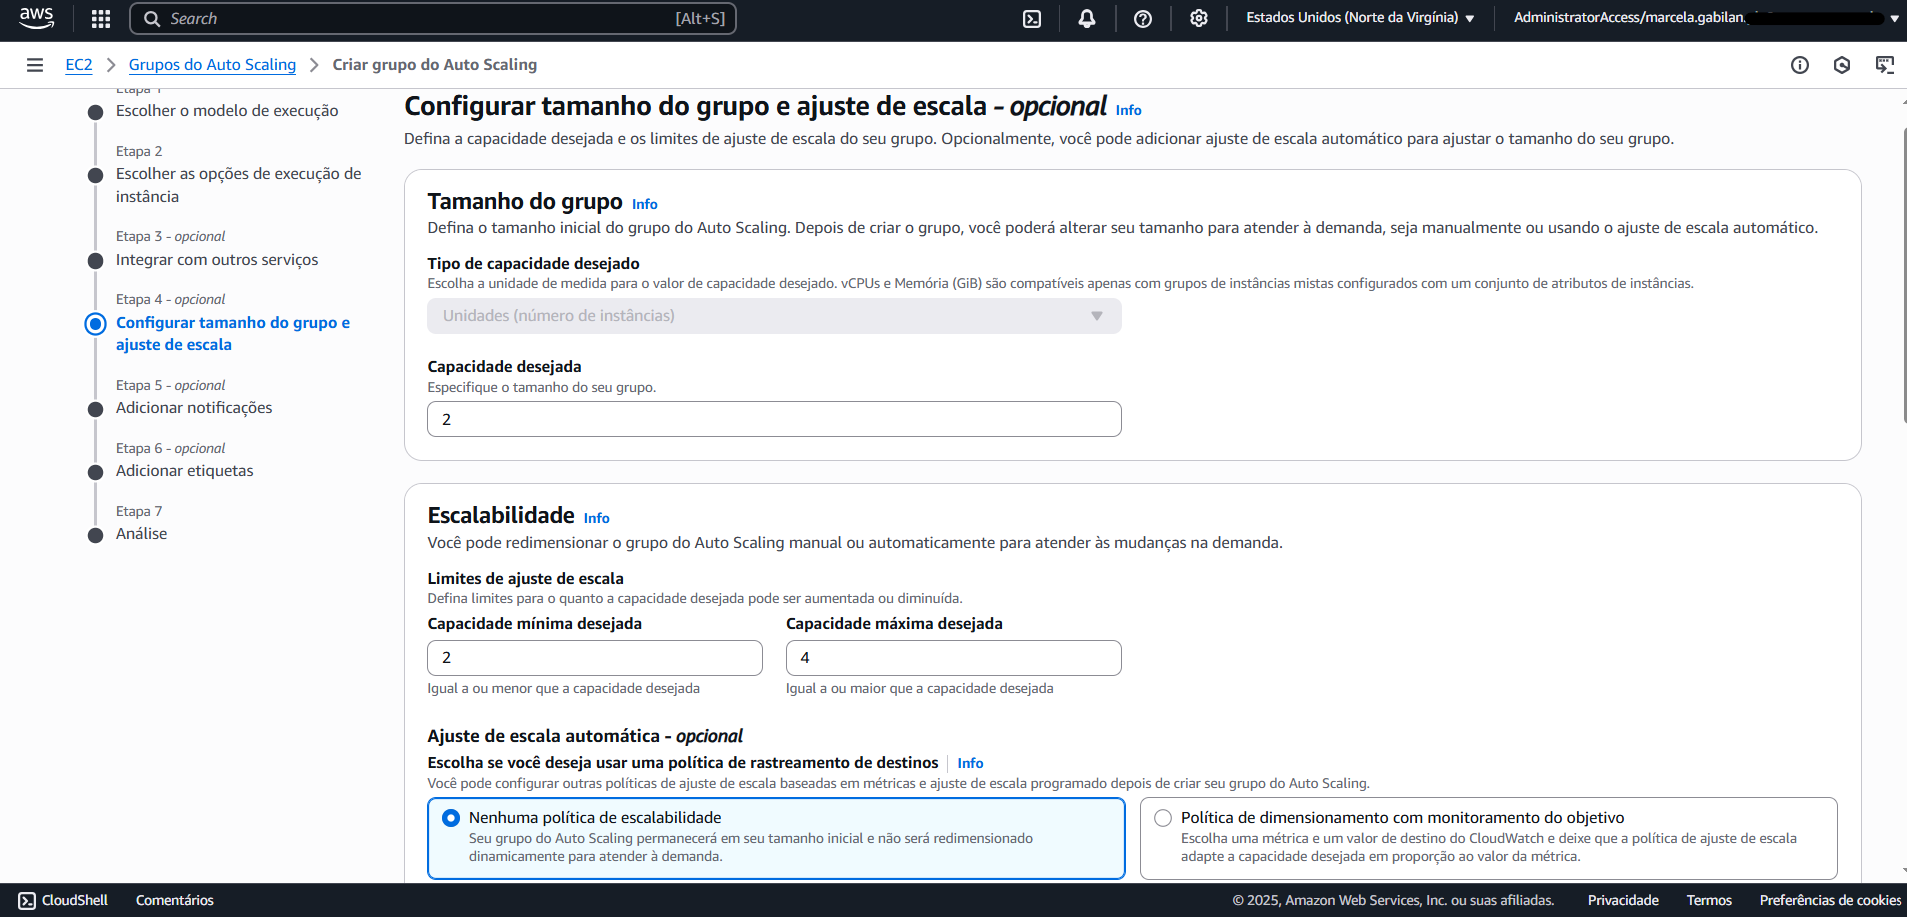 aws
Search
[Alt+S]
Estados Unidos (Norte da Virgínia)
AdministratorAccess/marcela.gabilan.
EC2
Grupos do Auto Scaling
Criar grupo do Auto Scaling
Etapa 1
Escolher o modelo de execução
Etapa 2
Escolher as opções de execução de
instância
Etapa 3 - opcional
Integrar com outros serviços
Etapa 4 - opcional
Configurar tamanho do grupo e
ajuste de escala
Etapa 5 - opcional
Adicionar notificações
Etapa 6 - opcional
Adicionar etiquetas
Etapa 7
Análise
Configurar tamanho do grupo e ajuste de escala - opcional Info
Defina a capacidade desejada e os limites de ajuste de escala do seu grupo. Opcionalmente, você pode adicionar ajuste de escala automático para ajustar o tamanho do seu grupo.
Tamanho do grupo Info
Defina o tamanho inicial do grupo do Auto Scaling. Depois de criar o grupo, você poderá alterar seu tamanho para atender à demanda, seja manualmente ou usando o ajuste de escala automático.
Tipo de capacidade desejado
Escolha a unidade de medida para o valor de capacidade desejado. vCPUs e Memória (GiB) são compatíveis apenas com grupos de instâncias mistas configurados com um conjunto de atributos de instâncias.
Unidades (número de instâncias)
Capacidade desejada
Especifique o tamanho do seu grupo.
2
Escalabilidade Info
Você pode redimensionar o grupo do Auto Scaling manual ou automaticamente para atender às mudanças na demanda.
Limites de ajuste de escala
Defina limites para o quanto a capacidade desejada pode ser aumentada ou diminuída.
Capacidade mínima desejada
2
Igual a ou menor que a capacidade desejada
Capacidade máxima desejada
4
Igual a ou maior que a capacidade desejada
Ajuste de escala automática - opcional
Escolha se você deseja usar uma política de rastreamento de destinos Info
Você pode configurar outras políticas de ajuste de escala baseadas em métricas e ajuste de escala programado depois de criar seu grupo do Auto Scaling.
Nenhuma política de escalabilidade
Seu grupo do Auto Scaling permanecerá em seu tamanho inicial e não será redimensionado
dinamicamente para atender à demanda.
Política de dimensionamento com monitoramento do objetivo
Escolha uma métrica e um valor de destino do CloudWatch e deixe que a política de ajuste de escala
adapte a capacidade desejada em proporção ao valor da métrica.
CloudShell
Comentários
© 2025, Amazon Web Services, Inc. ou suas afiliadas.
Privacidade
Termos
Preferências de cookies